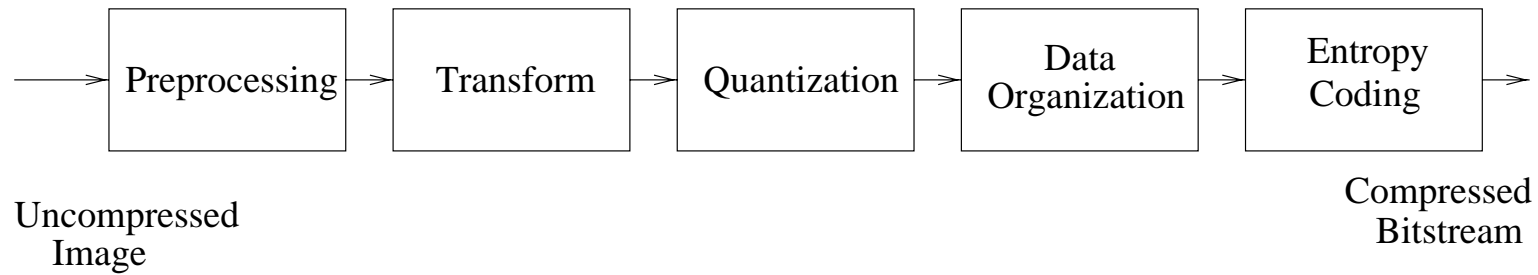 Preprocessing
Transform
Quantization
Data
Organization
Entropy
Coding
Uncompressed
Image
Compressed
Bitstream